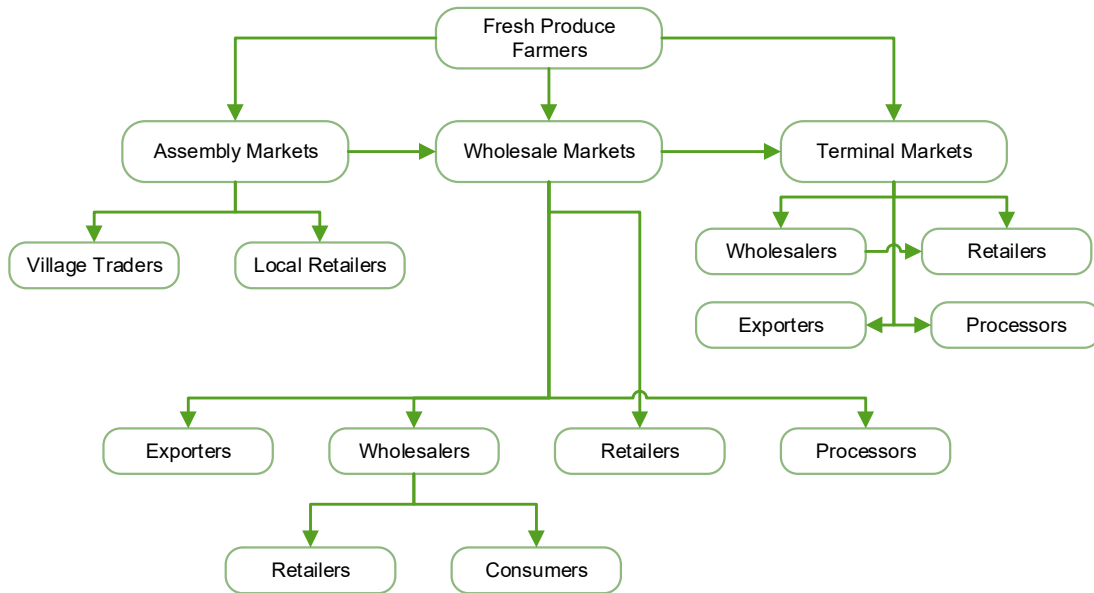 Fresh Produce
Farmers
Assembly Markets
Wholesale Markets
Terminal Markets
Village Traders
Local Retailers
Wholesalers
Retailers
Exporters
Processors
Exporters
Wholesalers
Retailers
Processors
Retailers
Consumers